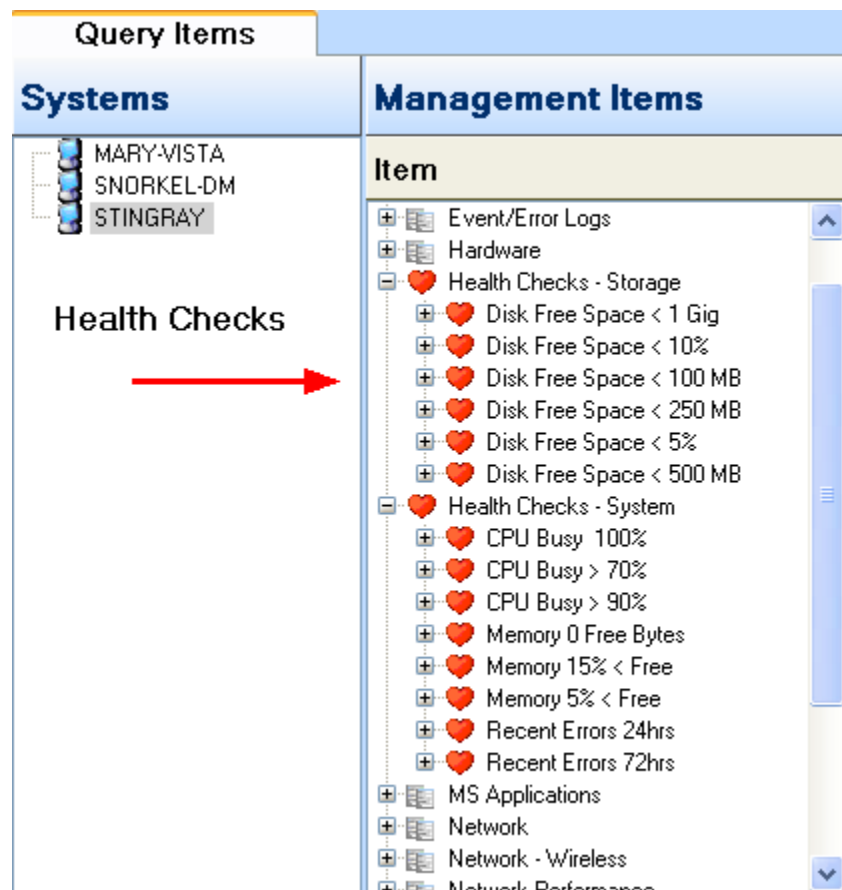 Query Items
Systems
MARY-VISTA
SNORKEL-DM
STINGRAY
Health Checks
Management Items
Item
Event/Error Logs
Hardware
Health Checks - Storage
Disk Free Space < 1 Gig
Disk Free Space < 10%
Disk Free Space < 100 MB
Disk Free Space < 250 MB
Disk Free Space < 5%
Disk Free Space < 500 MB
Health Checks - System
CPU Busy  100%
CPU Busy > 70%
CPU Busy > 90%
Memory 0 Free Bytes
Memory 15% < Free
Memory 5% < Free
Recent Errors 24hrs
Recent Errors 72hrs
MS Applications
Network
Network - Wireless
Network Performance